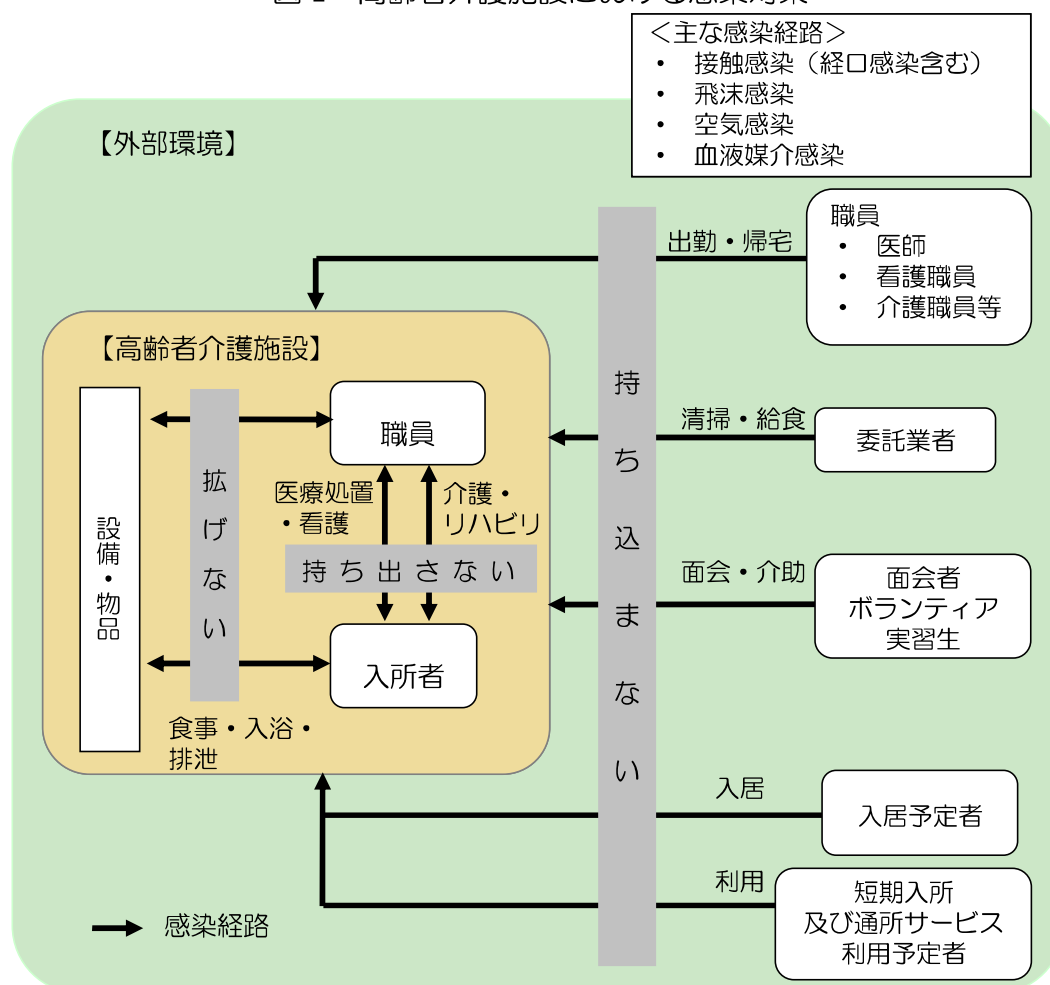 ＜主な感染経路＞
・ 接触感染（経口感染含む）
・ 飛沫感染
・ 空気感染
・ 血液媒介感染
【外部環境】
職員
・ 医師
・ 看護職員
・ 介護職員等
出勤・帰宅
【高齢者介護施設】
設備・物品
拡げない
職員
医療処置
・看護
介護・
リハビリ
持ち出さない
入所者
食事・入浴・
排泄
持ち込まない
清掃・給食
委託業者
面会・介助
面会者
ボランティア
実習生
入居
入居予定者
利用
短期入所
及び通所サービス
利用予定者
感染経路